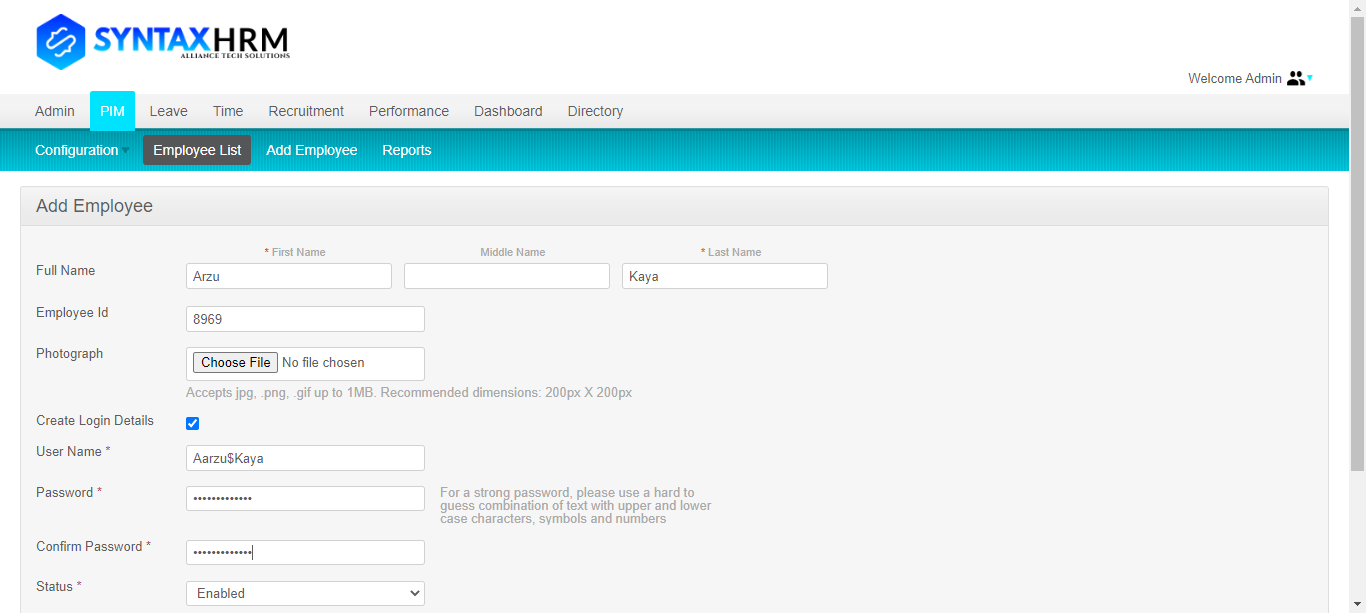 SYNTAXHRM
ALLIANCE TECH SOLUTIONS
Welcome Admin
Admin PIM Leave Time Recruitment Performance Dashboard Directory
Configuration Employee List Add Employee Reports
Add Employee
* First Name Middle Name * Last Name
Full Name Arzu Kaya
Employee Id 8969
Photograph Choose File No file chosen
Accepts jpg, .png, .gif up to 1MB. Recommended dimensions: 200px X 200px
Create Login Details
User Name * Aarzu$Kaya
Password * •••••••••••••
For a strong password, please use a hard to
guess combination of text with upper and lower
case characters, symbols and numbers
Confirm Password * •••••••••••••
Status * Enabled